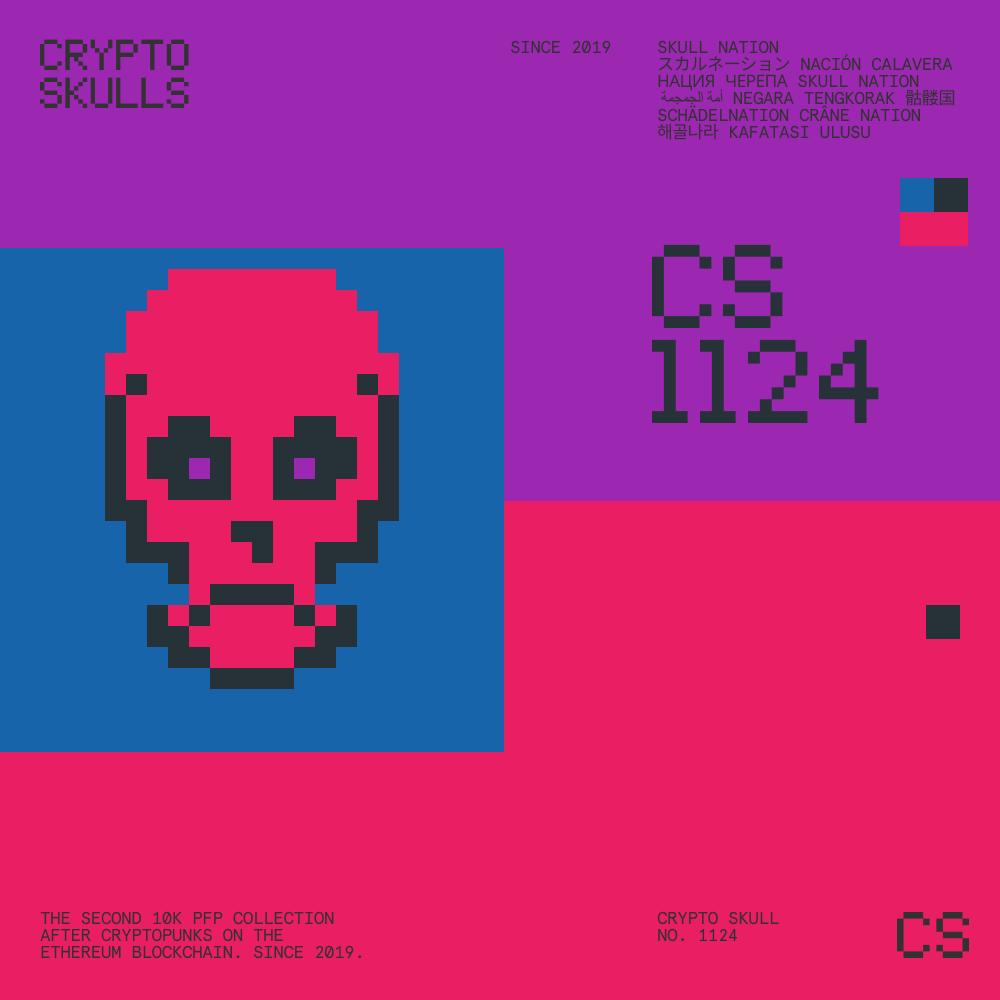 CRYPTO
SKULLS
SINCE 2019
SKULL NATION
スカルネーション NACIÓN CALAVERA
НАЦИЯ ЧЕРЕПА SKULL NATION
أمة الجمجمة NEGARA TENGKORAK 骷髅国
SCHÄDELNATION CRÂNE NATION
해골나라 KAFATASI ULUSU
CS
1124
THE SECOND 10K PFP COLLECTION
AFTER CRYPTOPUNKS ON THE
ETHEREUM BLOCKCHAIN. SINCE 2019.
CRYPTO SKULL
NO. 1124
CS